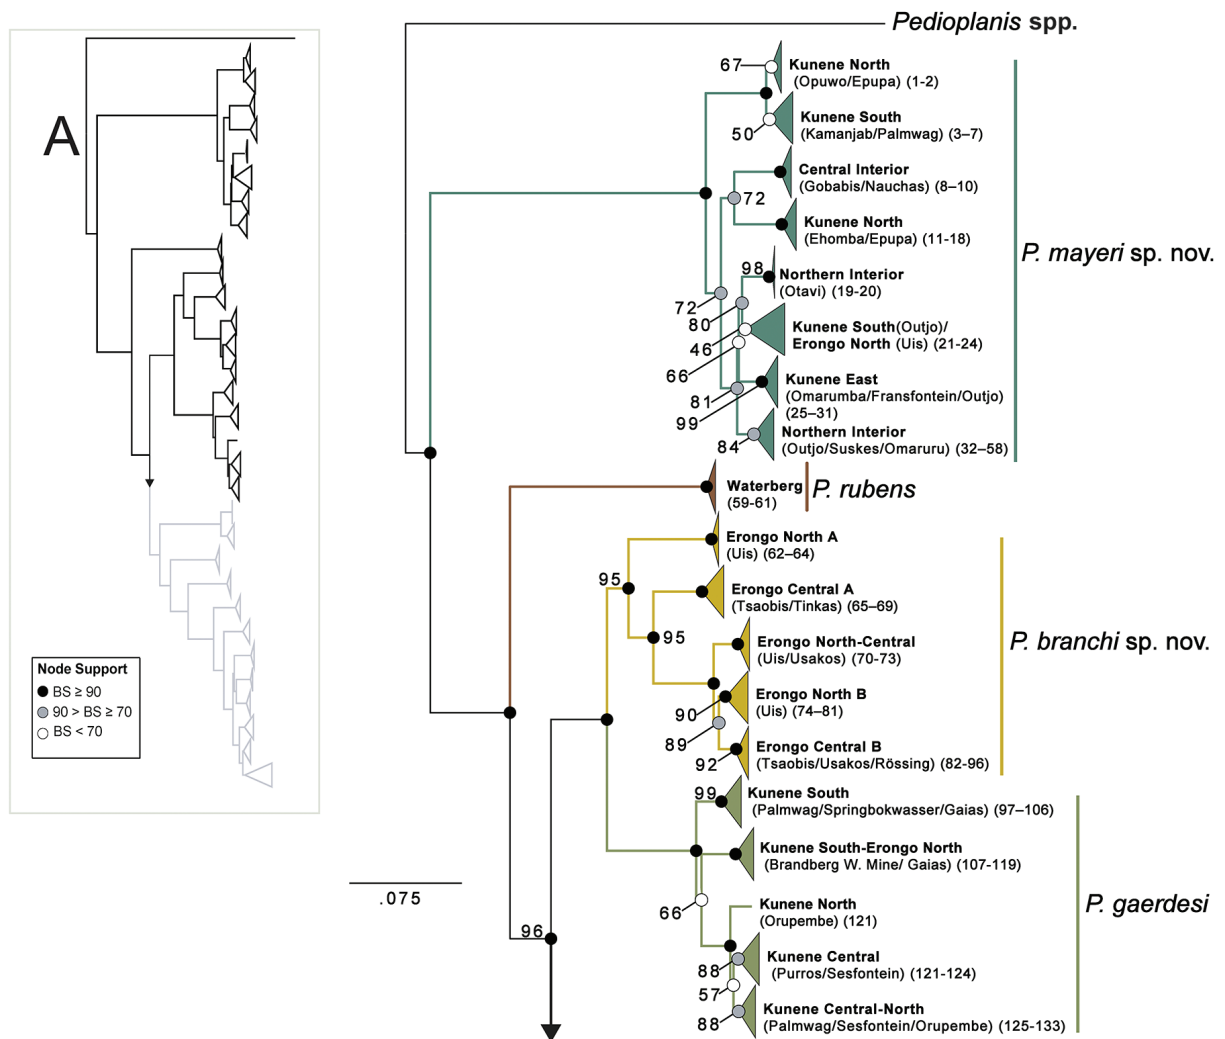 A
Node Support
BS ≥ 90
90 > BS ≥ 70
BS < 70
Pedioplanis spp.
67
Kunene North
(Opuwo/Epupa) (1-2)
Kunene South
50
(Kamanjab/Palmwag) (3–7)
Central Interior
(Gobabis/Nauchas) (8–10)
72
Kunene North
(Ehomba/Epupa) (11-18)
P. mayeri sp. nov.
98
Northern Interior
(Otavi) (19-20)
72
80
Kunene South(Outjo)/
Erongo North (Uis) (21-24)
46
66
Kunene East
(Omarumba/Fransfontein/Outjo)
(25–31)
81
99
Northern Interior
84
(Outjo/Suskes/Omaruru) (32–58)
Waterberg
(59-61)
P. rubens
Erongo North A
(Uis) (62–64)
95
Erongo Central A
(Tsaobis/Tinkas) (65–69)
95
Erongo North-Central
(Uis/Usakos) (70-73)
P. branchi sp. nov.
Erongo North B
(Uis) (74–81)
90
89
Erongo Central B
92
(Tsaobis/Usakos/Rössing) (82-96)
99
Kunene South
(Palmwag/Springbokwasser/Gaias) (97–106)
Kunene South-Erongo North
(Brandberg W. Mine/ Gaias) (107-119)
.075
66
Kunene North
(Orupembe) (121)
P. gaerdesi
96
Kunene Central
88
(Purros/Sesfontein) (121-124)
57
Kunene Central-North
88
(Palmwag/Sesfontein/Orupembe) (125-133)